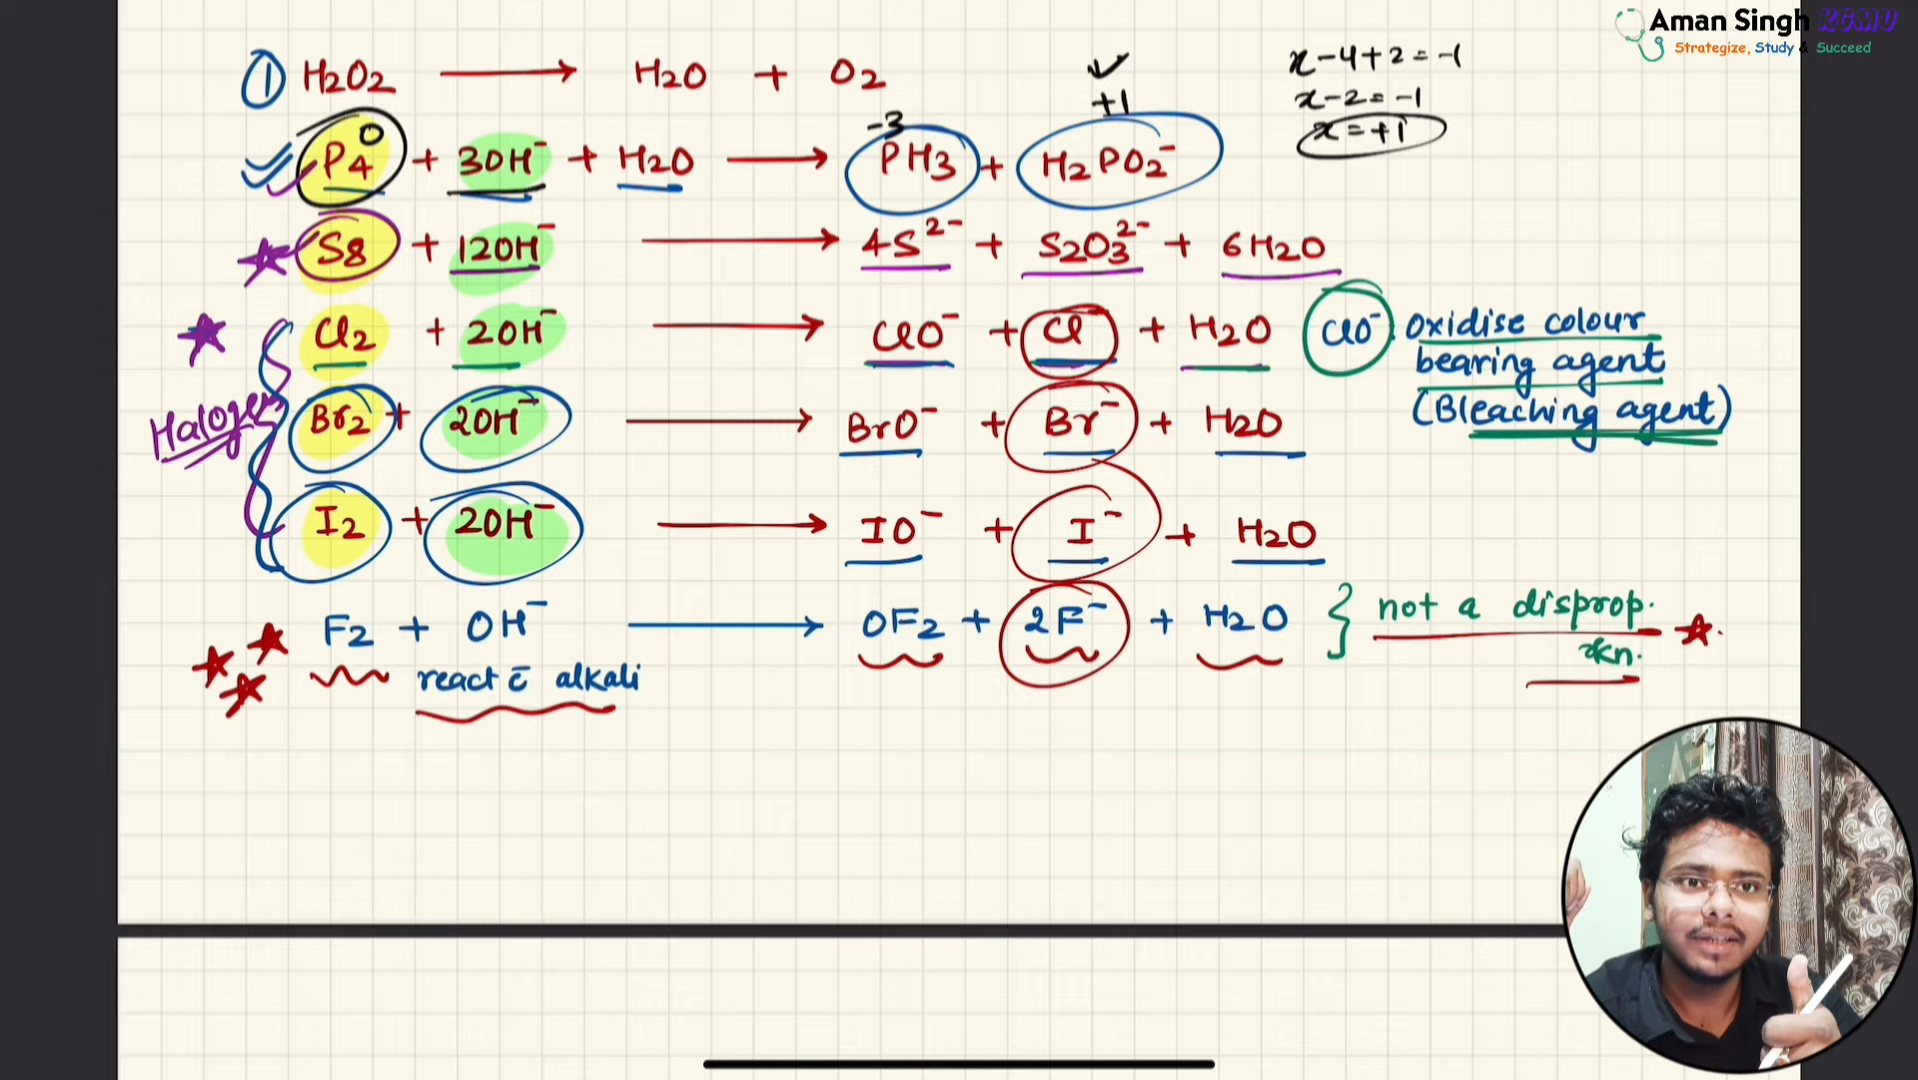 Aman Singh KGMU
Strategize, Study & Succeed
① H2O2 → H2O + O2
x-4+2=-1
x-2=-1
x=+1
0 -3 +1
P4 + 3OH⁻ + H2O → PH3 + H2PO2⁻
S8 + 12OH⁻ → 4S²⁻ + S2O3²⁻ + 6H2O
Cl2 + 2OH⁻ → ClO⁻ + Cl⁻ + H2O
ClO⁻: Oxidise colour
bearing agent
(Bleaching agent)
Halogens
Br2 + 2OH⁻ → BrO⁻ + Br⁻ + H2O
I2 + 2OH⁻ → IO⁻ + I⁻ + H2O
F2 + OH⁻ → OF2 + 2F⁻ + H2O } not a disprop.
rxn.
react c̄ alkali